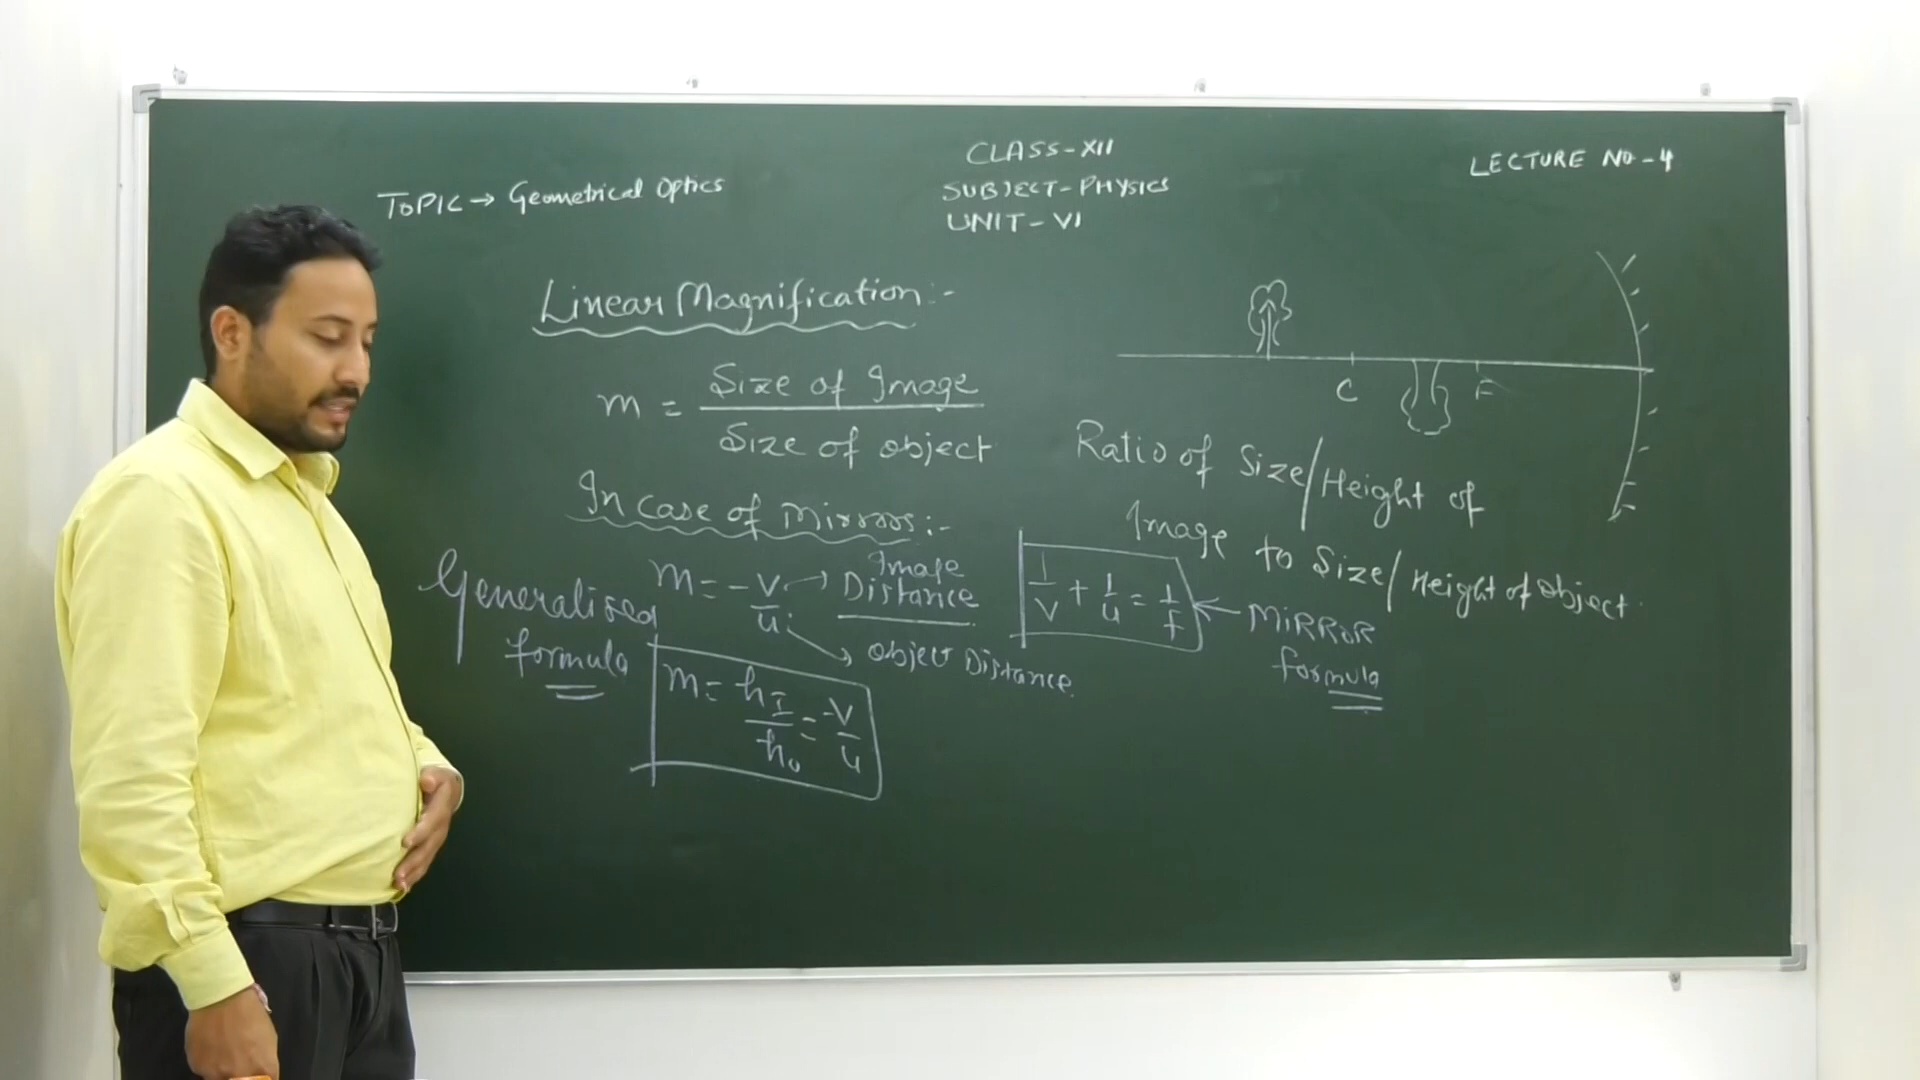 CLASS-XII
TOPIC → Geometrical Optics
SUBJECT-PHYSICS
UNIT-VI
LECTURE NO-4
Linear Magnification:-
m = Size of Image / Size of object
C
F
Ratio of Size/Height of
Image to Size/Height of object
In Case of Mirrors:-
m = -v/u
Image Distance
object Distance
Generalised
formula
m = hI/ho = -v/u
1/v + 1/u = 1/f
MIRROR
formula